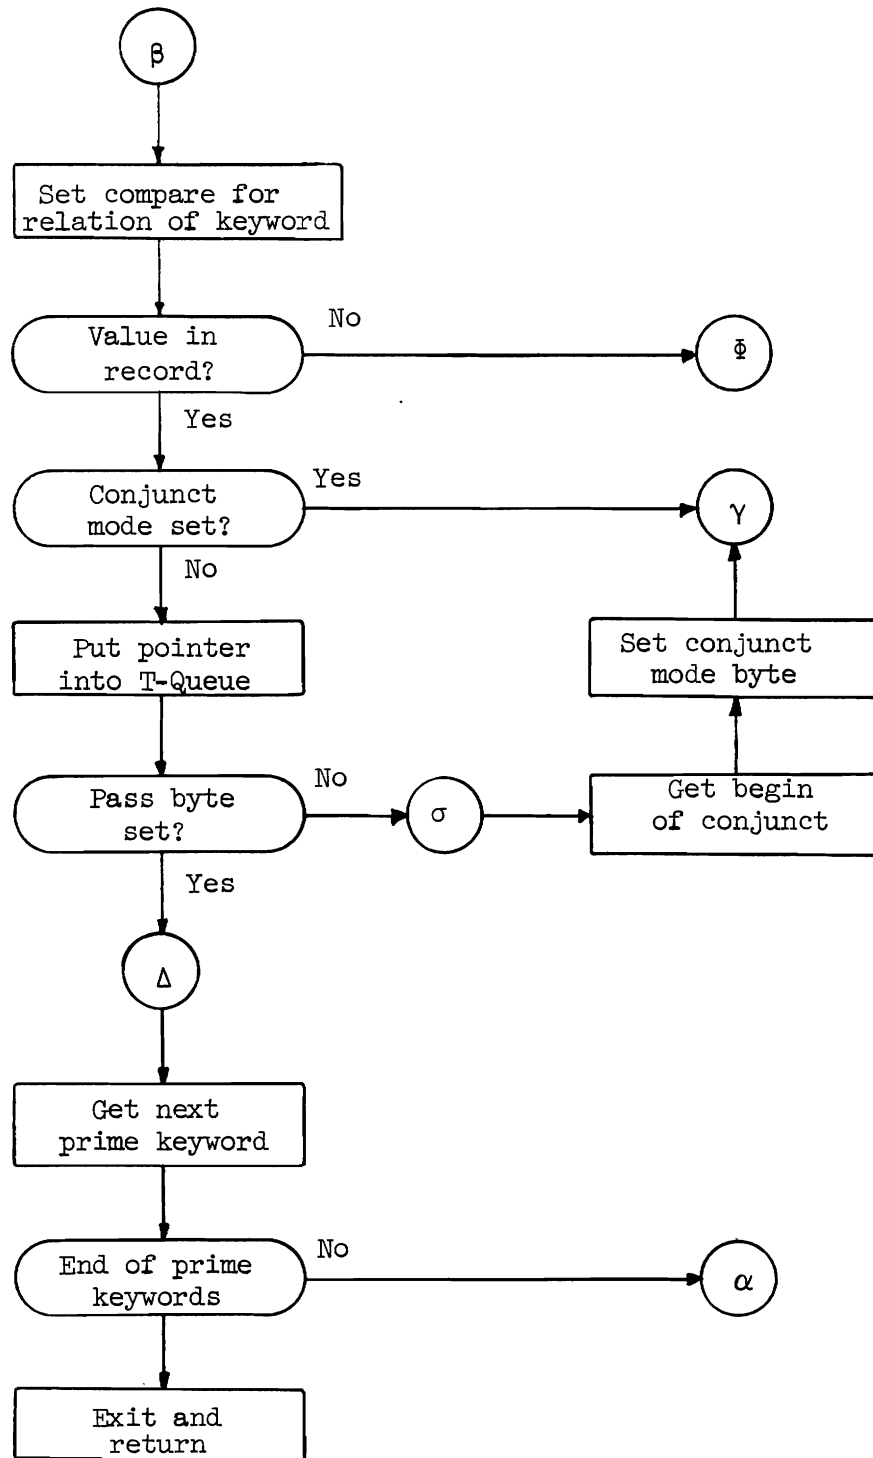 β
Set compare for
relation of keyword
Value in
record?
No
Φ
Yes
Conjunct
mode set?
Yes
γ
No
Put pointer
into T-Queue
Set conjunct
mode byte
Pass byte
set?
No
σ
Get begin
of conjunct
Yes
Δ
Get next
prime keyword
End of prime
keywords
No
α
Exit and
return